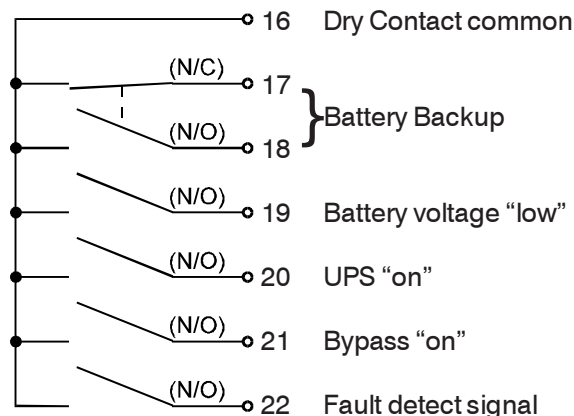 16 Dry Contact common
(N/C) 17
Battery Backup
(N/O) 18
(N/O) 19 Battery voltage “low”
(N/O) 20 UPS “on”
(N/O) 21 Bypass “on”
(N/O) 22 Fault detect signal